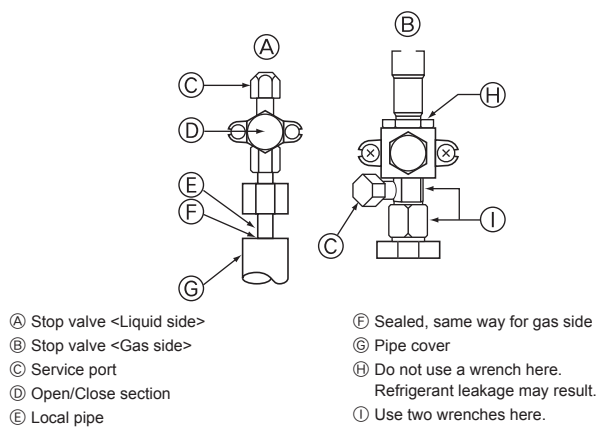 Ⓐ
Ⓑ
Ⓒ
Ⓗ
Ⓓ
Ⓔ
Ⓕ
Ⓘ
Ⓒ
Ⓖ
Ⓐ Stop valve <Liquid side>
Ⓑ Stop valve <Gas side>
Ⓒ Service port
Ⓓ Open/Close section
Ⓔ Local pipe
Ⓕ Sealed, same way for gas side
Ⓖ Pipe cover
Ⓗ Do not use a wrench here.
Refrigerant leakage may result.
Ⓘ Use two wrenches here.